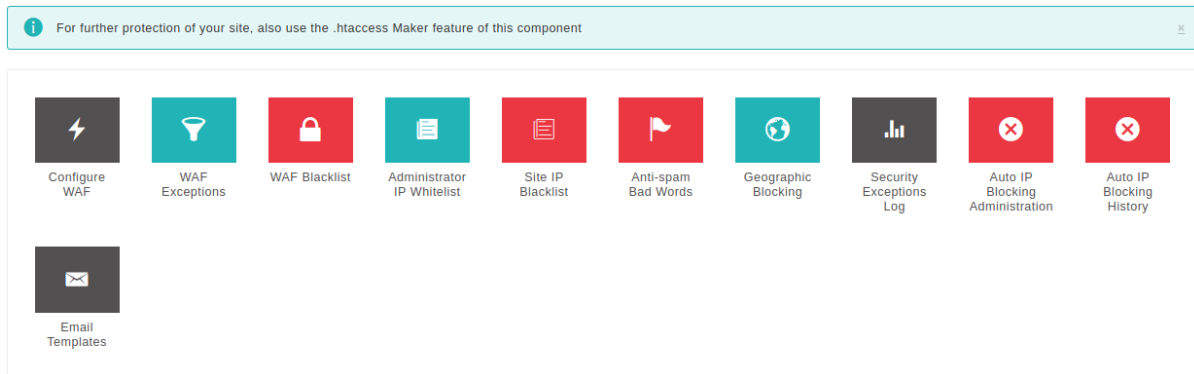 For further protection of your site, also use the .htaccess Maker feature of this component
×
Configure
WAF
WAF
Exceptions
WAF Blacklist
Administrator
IP Whitelist
Site IP
Blacklist
Anti-spam
Bad Words
Geographic
Blocking
Security
Exceptions
Log
Auto IP
Blocking
Administration
Auto IP
Blocking
History
Email
Templates